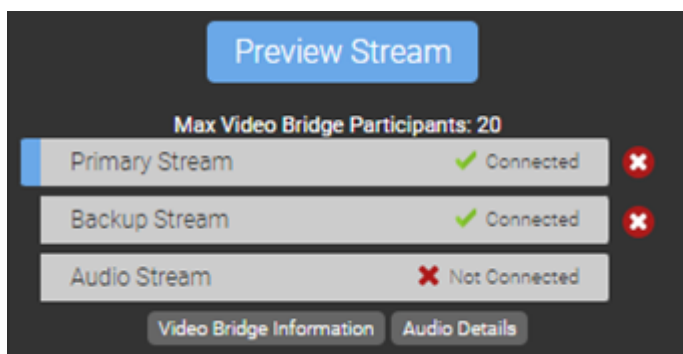 Preview Stream
Max Video Bridge Participants: 20
Primary Stream Connected
Backup Stream Connected
Audio Stream Not Connected
Video Bridge Information Audio Details